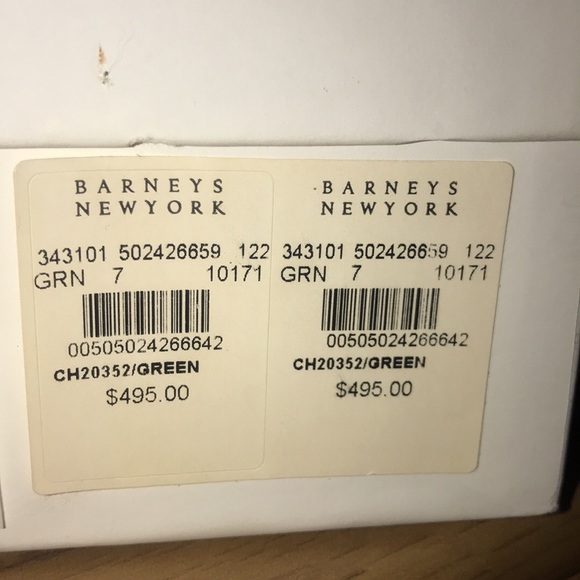 BARNEYS
NEWYORK
343101 502426659 122
GRN 7 10171
00505024266642
CH20352/GREEN
$495.00
BARNEYS
NEWYORK
343101 502426659 122
GRN 7 10171
00505024266642
CH20352/GREEN
$495.00